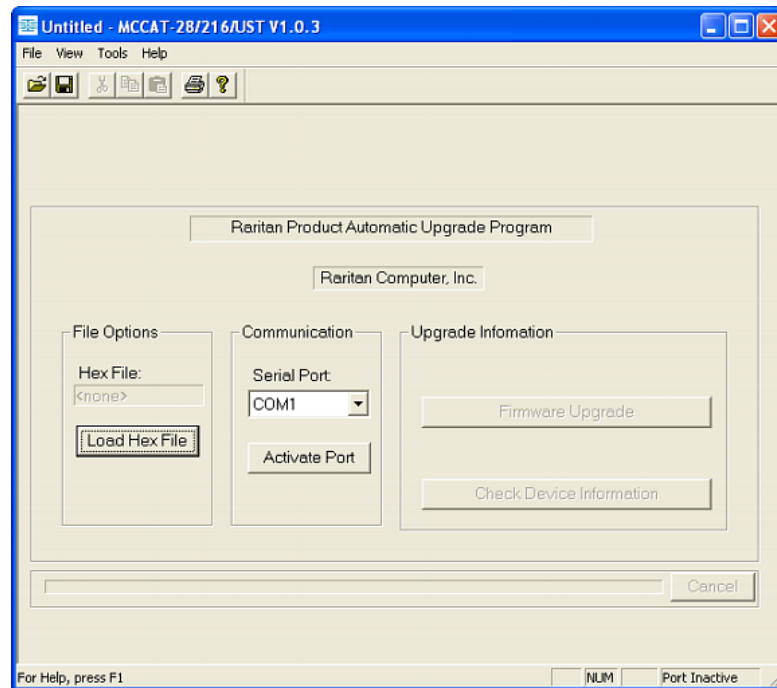 Untitled - MCCAT-28/216/UST V1.0.3
File View Tools Help
Raritan Product Automatic Upgrade Program
Raritan Computer, Inc.
File Options
Hex File:
<none>
Load Hex File
Communication
Serial Port:
COM1
Activate Port
Upgrade Infomation
Firmware Upgrade
Check Device Information
Cancel
For Help, press F1
NUM
Port Inactive